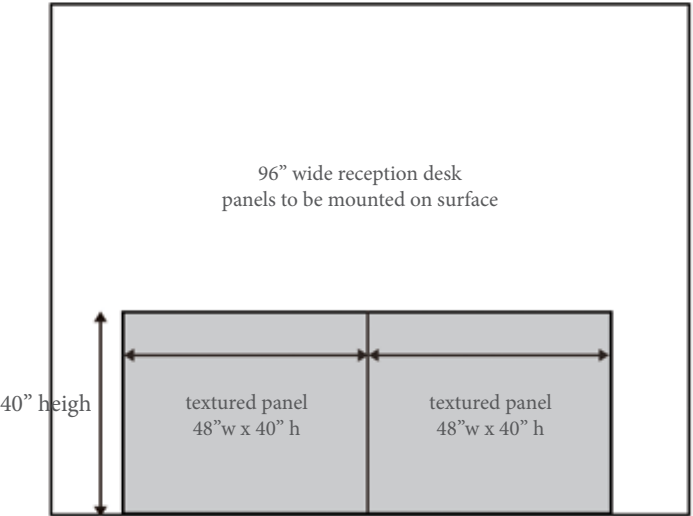 96” wide reception desk
panels to be mounted on surface
40” heigh
textured panel
48”w x 40” h
textured panel
48”w x 40” h